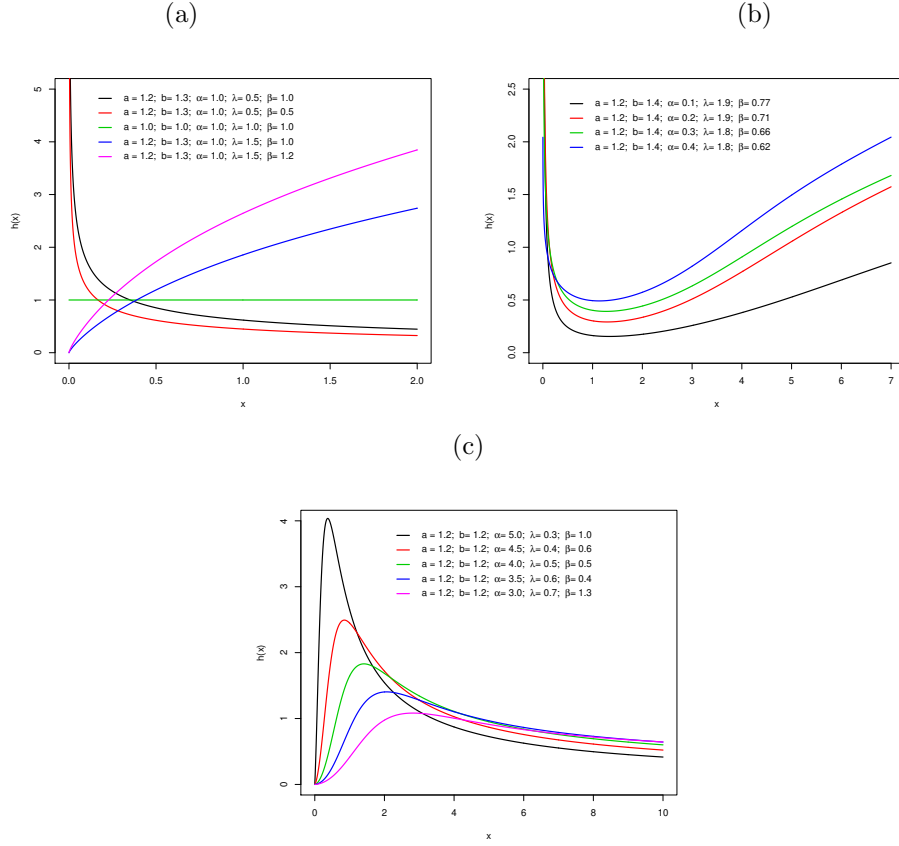 (a)
(b)
a = 1.2; b= 1.3; α= 1.0; λ= 0.5; β= 1.0
a = 1.2; b= 1.3; α= 1.0; λ= 0.5; β= 0.5
a = 1.0; b= 1.0; α= 1.0; λ= 1.0; β= 1.0
a = 1.2; b= 1.3; α= 1.0; λ= 1.5; β= 1.0
a = 1.2; b= 1.3; α= 1.0; λ= 1.5; β= 1.2
h(x)
0 1 2 3 4 5
0.0 0.5 1.0 1.5 2.0
x
a = 1.2; b= 1.4; α= 0.1; λ= 1.9; β= 0.77
a = 1.2; b= 1.4; α= 0.2; λ= 1.9; β= 0.71
a = 1.2; b= 1.4; α= 0.3; λ= 1.8; β= 0.66
a = 1.2; b= 1.4; α= 0.4; λ= 1.8; β= 0.62
h(x)
0.0 0.5 1.0 1.5 2.0 2.5
0 1 2 3 4 5 6 7
x
(c)
a = 1.2; b= 1.2; α= 5.0; λ= 0.3; β= 1.0
a = 1.2; b= 1.2; α= 4.5; λ= 0.4; β= 0.6
a = 1.2; b= 1.2; α= 4.0; λ= 0.5; β= 0.5
a = 1.2; b= 1.2; α= 3.5; λ= 0.6; β= 0.4
a = 1.2; b= 1.2; α= 3.0; λ= 0.7; β= 1.3
h(x)
0 1 2 3 4
0 2 4 6 8 10
x